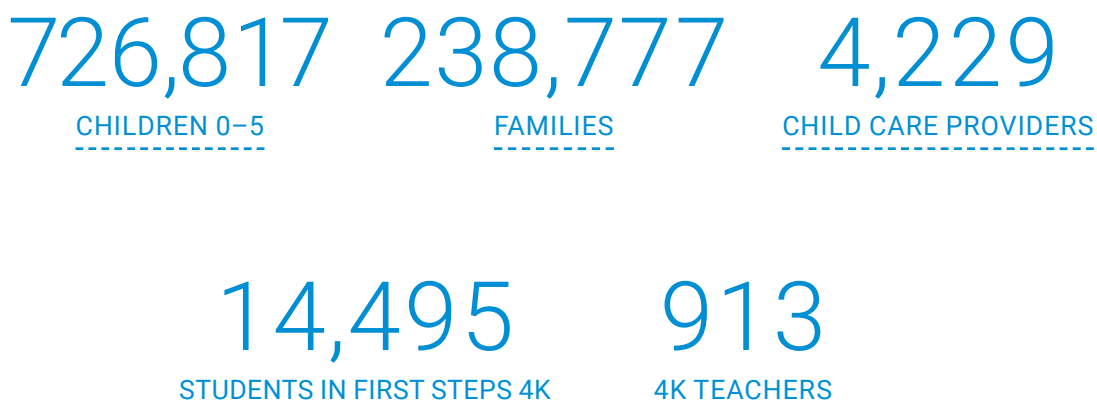 726,817 238,777 4,229
CHILDREN 0–5 FAMILIES CHILD CARE PROVIDERS
14,495 913
STUDENTS IN FIRST STEPS 4K 4K TEACHERS